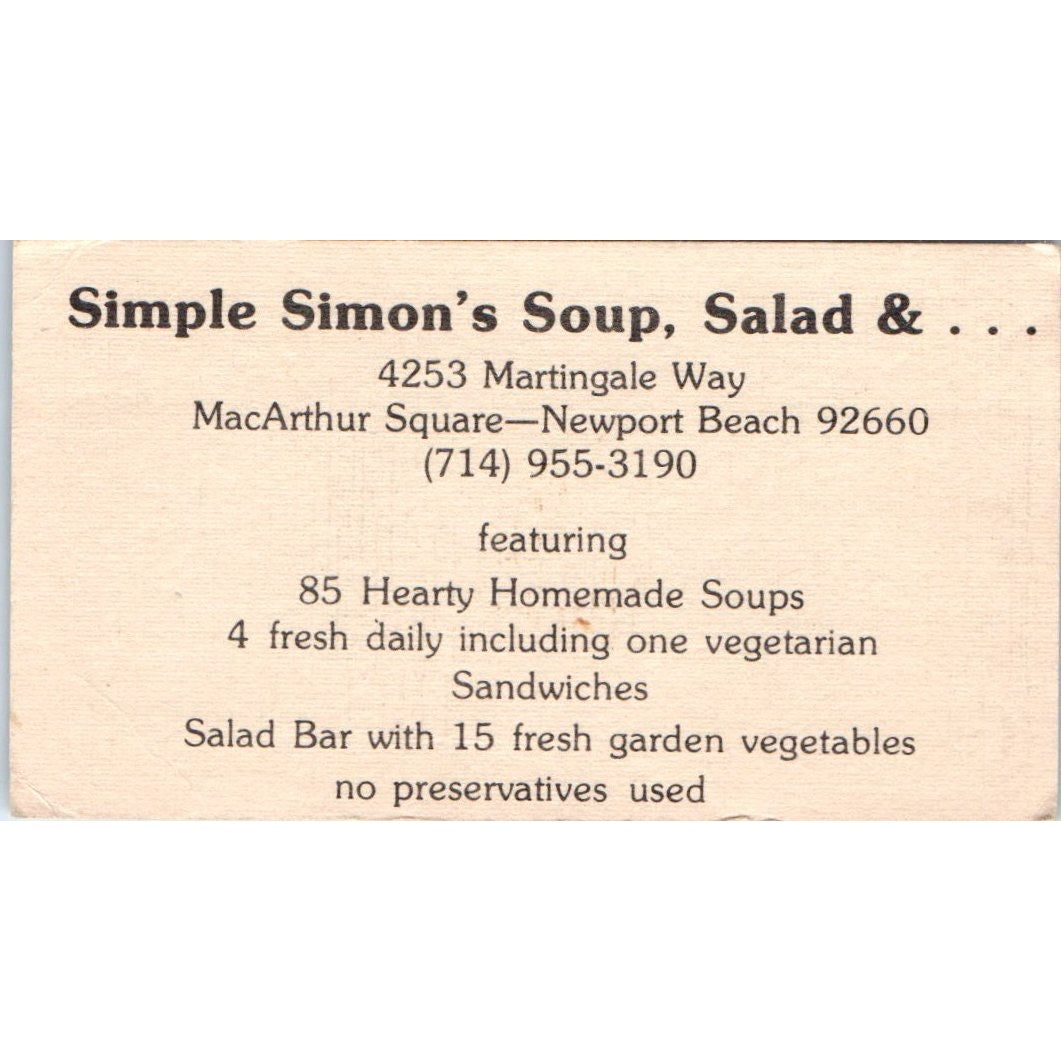 Simple Simon's Soup, Salad & . . .
4253 Martingale Way
MacArthur Square—Newport Beach 92660
(714) 955-3190
featuring
85 Hearty Homemade Soups
4 fresh daily including one vegetarian
Sandwiches
Salad Bar with 15 fresh garden vegetables
no preservatives used